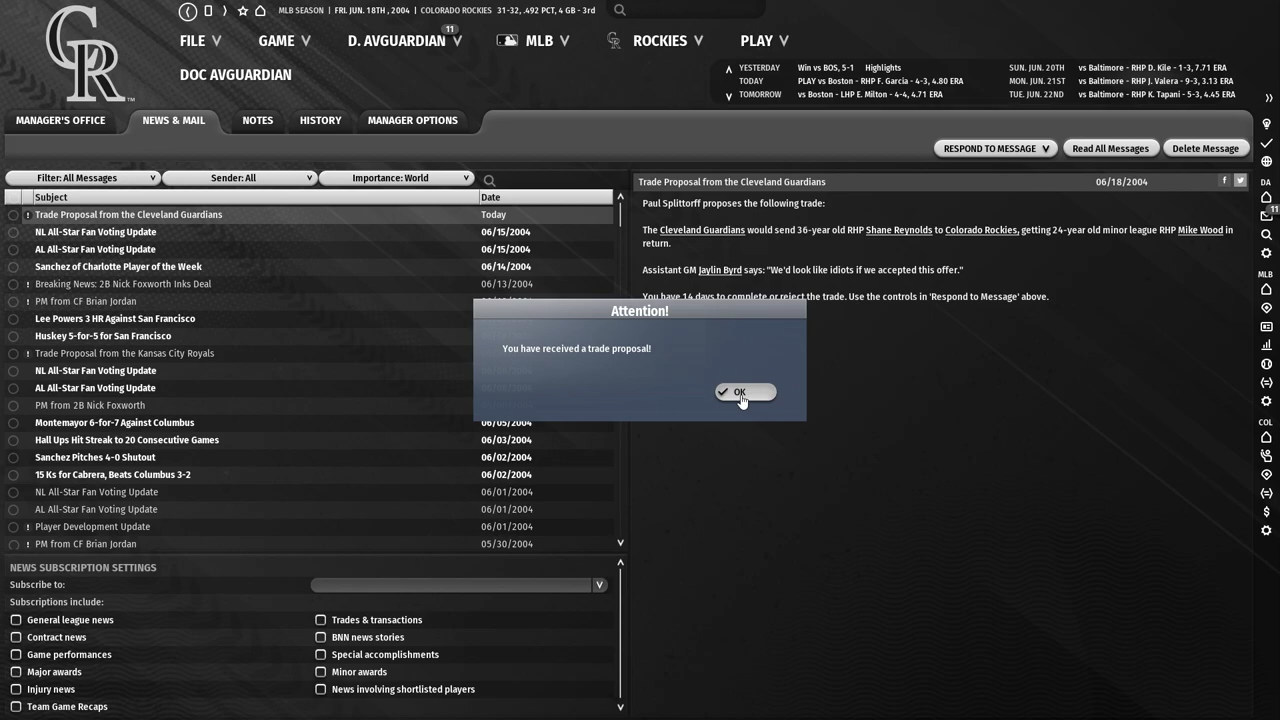 MLB SEASON | FRI. JUN. 18TH , 2004 | COLORADO ROCKIES 31-32, .492 PCT, 4 GB - 3rd
FILE GAME D. AVGUARDIAN 11 MLB ROCKIES PLAY
CR
TM
DOC AVGUARDIAN
YESTERDAY Win vs BOS, 5-1 Highlights SUN. JUN. 20TH vs Baltimore - RHP D. Kile - 1-3, 7.71 ERA
TODAY PLAY vs Boston - RHP F. Garcia - 4-3, 4.80 ERA MON. JUN. 21ST vs Baltimore - RHP J. Valera - 9-3, 3.13 ERA
TOMORROW vs Boston - LHP E. Milton - 4-4, 4.71 ERA TUE. JUN. 22ND vs Baltimore - RHP K. Tapani - 5-3, 4.45 ERA
MANAGER'S OFFICE NEWS & MAIL NOTES HISTORY MANAGER OPTIONS
RESPOND TO MESSAGE Read All Messages Delete Message
Filter: All Messages Sender: All Importance: World
Subject Date
! Trade Proposal from the Cleveland Guardians Today
NL All-Star Fan Voting Update 06/15/2004
AL All-Star Fan Voting Update 06/15/2004
Sanchez of Charlotte Player of the Week 06/14/2004
! Breaking News: 2B Nick Foxworth Inks Deal 06/13/2004
! PM from CF Brian Jordan
Lee Powers 3 HR Against San Francisco
Huskey 5-for-5 for San Francisco
! Trade Proposal from the Kansas City Royals
NL All-Star Fan Voting Update
AL All-Star Fan Voting Update
PM from 2B Nick Foxworth
Montemayor 6-for-7 Against Columbus 06/05/2004
Hall Ups Hit Streak to 20 Consecutive Games 06/03/2004
Sanchez Pitches 4-0 Shutout 06/02/2004
15 Ks for Cabrera, Beats Columbus 3-2 06/02/2004
NL All-Star Fan Voting Update 06/01/2004
AL All-Star Fan Voting Update 06/01/2004
! Player Development Update 06/01/2004
! PM from CF Brian Jordan 05/30/2004
Trade Proposal from the Cleveland Guardians 06/18/2004
Paul Splittorff proposes the following trade:
The Cleveland Guardians would send 36-year old RHP Shane Reynolds to Colorado Rockies, getting 24-year old minor league RHP Mike Wood in
return.
Assistant GM Jaylin Byrd says: "We'd look like idiots if we accepted this offer."
You have 14 days to complete or reject the trade. Use the controls in 'Respond to Message' above.
Attention!
You have received a trade proposal!
OK
NEWS SUBSCRIPTION SETTINGS
Subscribe to:
Subscriptions include:
General league news Trades & transactions
Contract news BNN news stories
Game performances Special accomplishments
Major awards Minor awards
Injury news News involving shortlisted players
Team Game Recaps
DA
11
MLB
COL
$